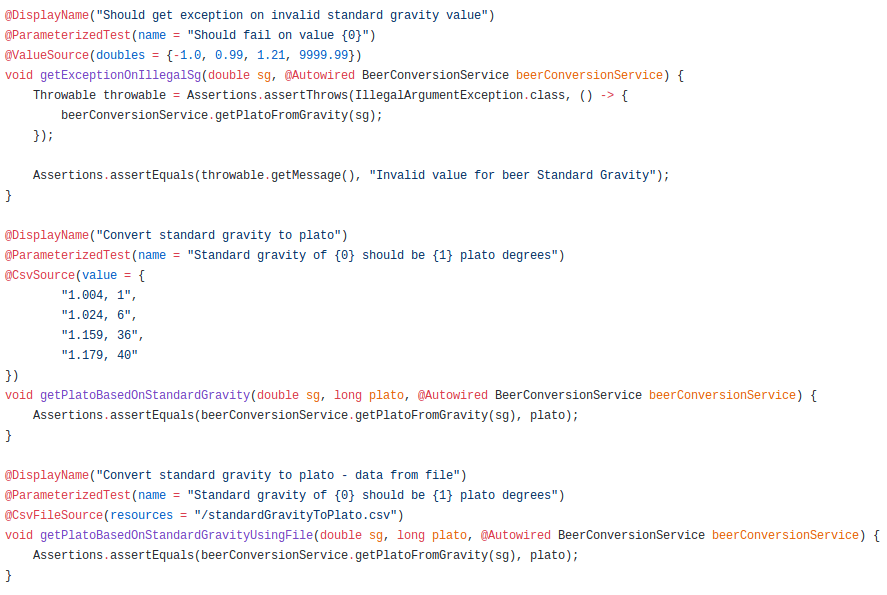 @DisplayName("Should get exception on invalid standard gravity value")
@ParameterizedTest(name = "Should fail on value {0}")
@ValueSource(doubles = {-1.0, 0.99, 1.21, 9999.99})
void getExceptionOnIllegalSg(double sg, @Autowired BeerConversionService beerConversionService) {
    Throwable throwable = Assertions.assertThrows(IllegalArgumentException.class, () -> {
        beerConversionService.getPlatoFromGravity(sg);
    });

    Assertions.assertEquals(throwable.getMessage(), "Invalid value for beer Standard Gravity");
}

@DisplayName("Convert standard gravity to plato")
@ParameterizedTest(name = "Standard gravity of {0} should be {1} plato degrees")
@CsvSource(value = {
        "1.004, 1",
        "1.024, 6",
        "1.159, 36",
        "1.179, 40"
})
void getPlatoBasedOnStandardGravity(double sg, long plato, @Autowired BeerConversionService beerConversionService) {
    Assertions.assertEquals(beerConversionService.getPlatoFromGravity(sg), plato);
}

@DisplayName("Convert standard gravity to plato - data from file")
@ParameterizedTest(name = "Standard gravity of {0} should be {1} plato degrees")
@CsvFileSource(resources = "/standardGravityToPlato.csv")
void getPlatoBasedOnStandardGravityUsingFile(double sg, long plato, @Autowired BeerConversionService beerConversionService) {
    Assertions.assertEquals(beerConversionService.getPlatoFromGravity(sg), plato);
}